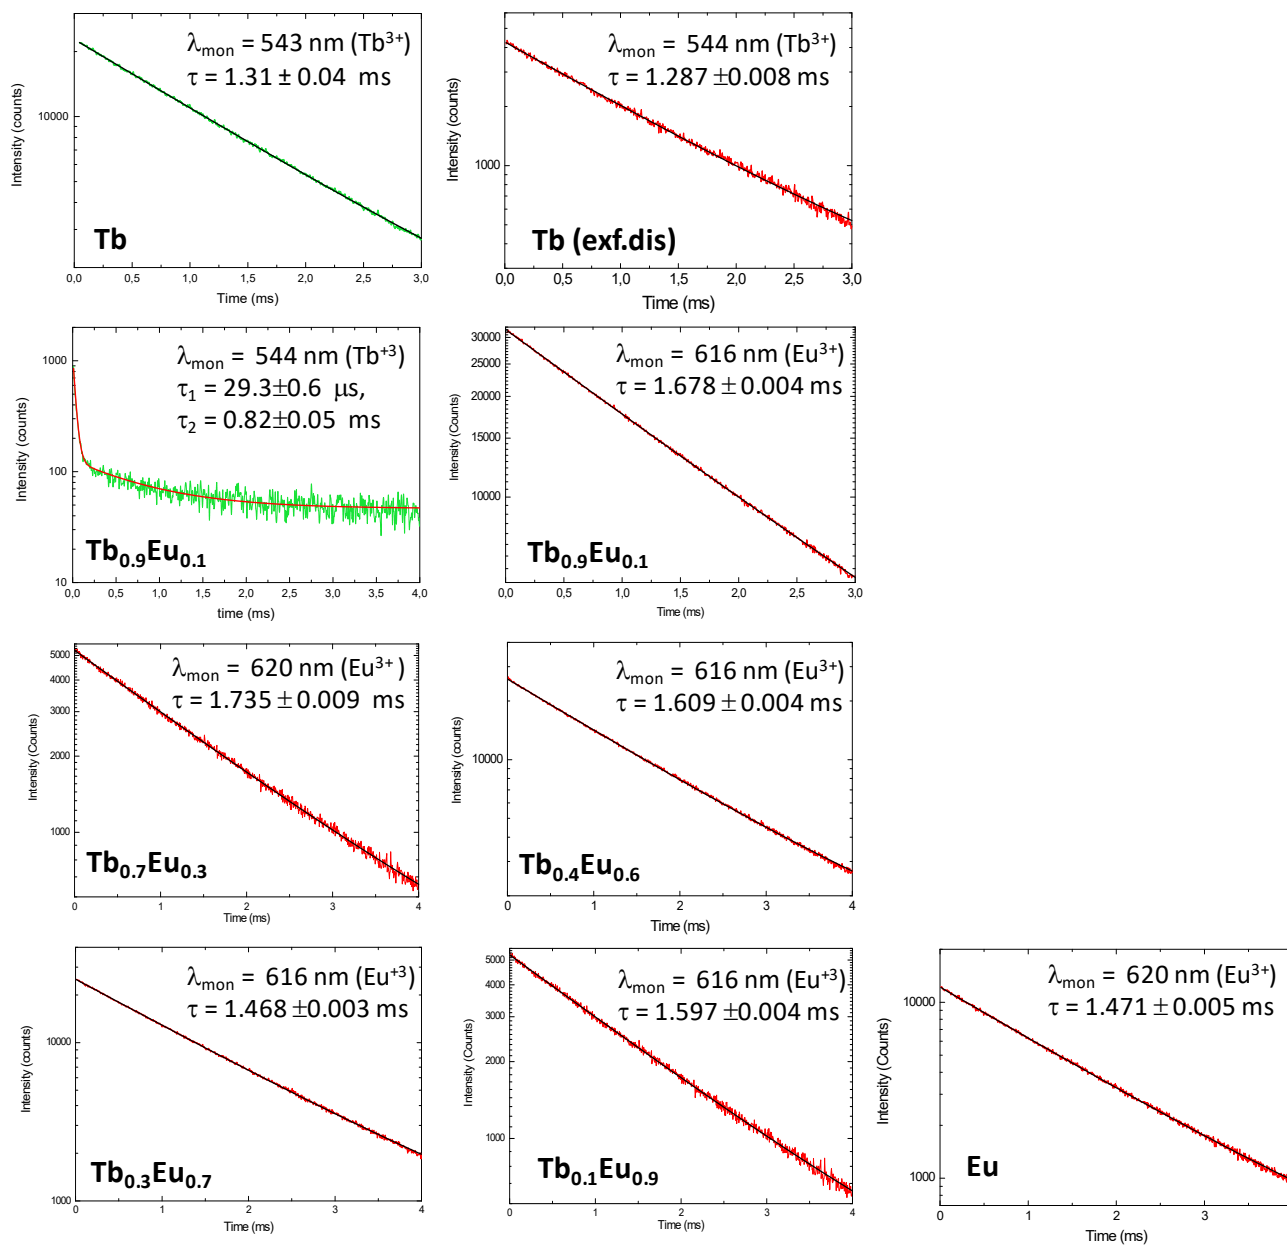 λmon = 543 nm (Tb³⁺)
τ = 1.31 ± 0.04 ms
Intensity (counts)
10000
Tb
0,0 0,5 1,0 1,5 2,0 2,5 3,0
Time (ms)
λmon = 544 nm (Tb³⁺)
τ = 1.287 ±0.008 ms
Intensity (counts)
1000
Tb (exf.dis)
0,0 0,5 1,0 1,5 2,0 2,5 3,0
Time (ms)
λmon = 544 nm (Tb⁺³)
τ₁ = 29.3±0.6 μs,
τ₂ = 0.82±0.05 ms
Intensity (counts)
1000
100
10
Tb₀.₉Eu₀.₁
0,0 0,5 1,0 1,5 2,0 2,5 3,0 3,5 4,0
time (ms)
λmon = 616 nm (Eu³⁺)
τ = 1.678 ± 0.004 ms
Intensity (Counts)
30000
25000
20000
15000
10000
Tb₀.₉Eu₀.₁
0,0 0,5 1,0 1,5 2,0 2,5 3,0
Time (ms)
λmon = 620 nm (Eu³⁺)
τ = 1.735 ± 0.009 ms
Intensity (Counts)
5000
4000
3000
2000
1000
Tb₀.₇Eu₀.₃
0 1 2 3 4
Time (ms)
λmon = 616 nm (Eu³⁺)
τ = 1.609 ± 0.004 ms
Intensity (counts)
10000
Tb₀.₄Eu₀.₆
0 1 2 3 4
Time (ms)
λmon = 616 nm (Eu⁺³)
τ = 1.468 ±0.003 ms
Intensity (counts)
10000
1000
Tb₀.₃Eu₀.₇
0 1 2 3 4
Time (ms)
λmon = 616 nm (Eu⁺³)
τ = 1.597 ±0.004 ms
Intensity (Counts)
5000
4000
3000
2000
1000
Tb₀.₁Eu₀.₉
0 1 2 3 4
Time (ms)
λmon = 620 nm (Eu³⁺)
τ = 1.471 ± 0.005 ms
Intensity (Counts)
10000
1000
Eu
0 1 2 3 4
Time (ms)